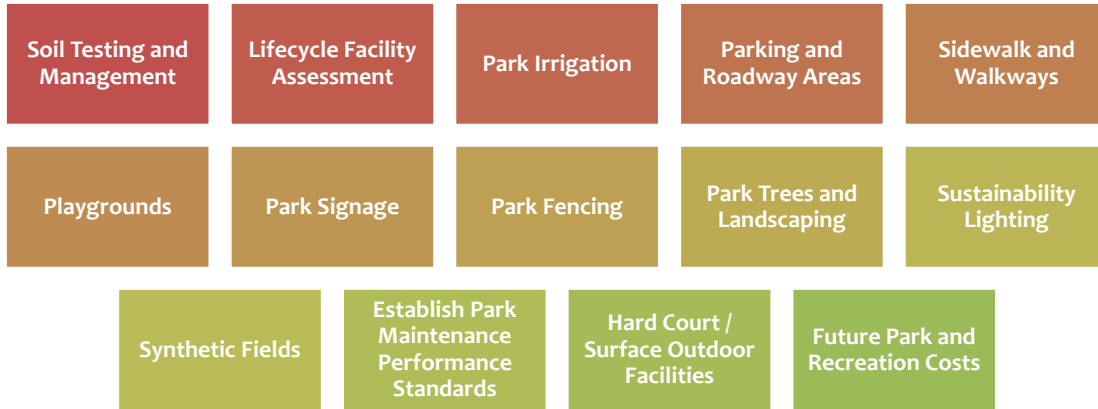 Soil Testing and
Management
Lifecycle Facility
Assessment
Park Irrigation
Parking and
Roadway Areas
Sidewalk and
Walkways
Playgrounds
Park Signage
Park Fencing
Park Trees and
Landscaping
Sustainability
Lighting
Synthetic Fields
Establish Park
Maintenance
Performance
Standards
Hard Court /
Surface Outdoor
Facilities
Future Park and
Recreation Costs